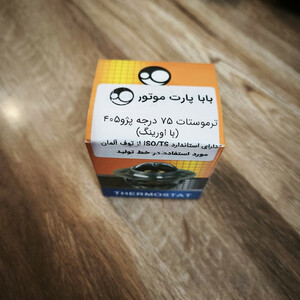 بابا پارت موتور
ترموستات ۷۵ درجه پژو۴۰۵
(با اورینگ)
دارای استاندارد ISO/TS از توف آلمان
مورد استفاده در خط تولید
THERMOSTAT